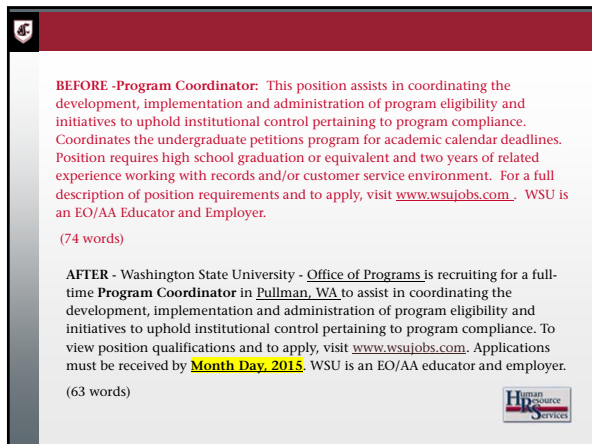 BEFORE -Program Coordinator: This position assists in coordinating the
development, implementation and administration of program eligibility and
initiatives to uphold institutional control pertaining to program compliance.
Coordinates the undergraduate petitions program for academic calendar deadlines.
Position requires high school graduation or equivalent and two years of related
experience working with records and/or customer service environment. For a full
description of position requirements and to apply, visit www.wsujobs.com . WSU is
an EO/AA Educator and Employer.
(74 words)
AFTER - Washington State University - Office of Programs is recruiting for a full-
time Program Coordinator in Pullman, WA to assist in coordinating the
development, implementation and administration of program eligibility and
initiatives to uphold institutional control pertaining to program compliance. To
view position qualifications and to apply, visit www.wsujobs.com. Applications
must be received by Month Day, 2015. WSU is an EO/AA educator and employer.
(63 words)
Human
Resource
Services